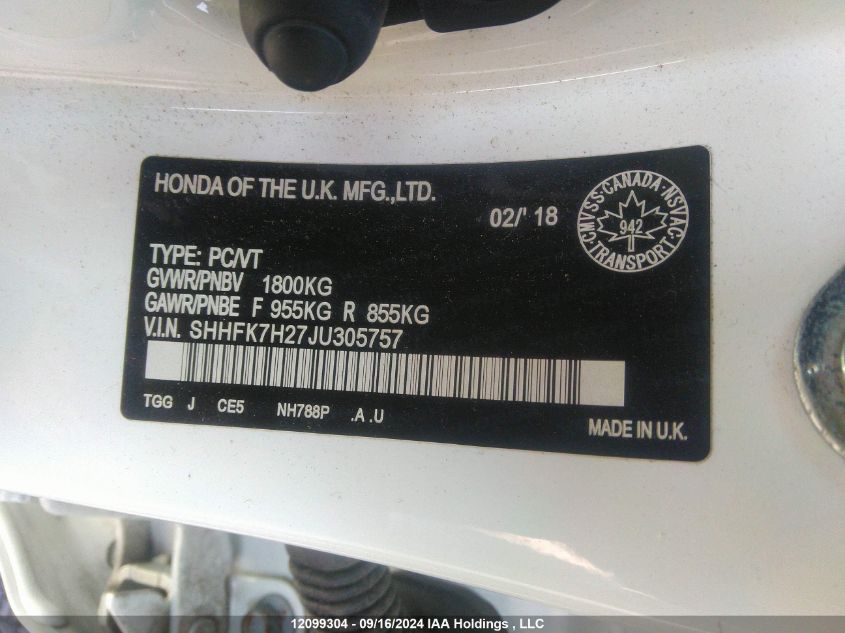 HONDA OF THE U.K. MFG.,LTD.
02/' 18
CMVSS·CANADA·NSVAC·TRANSPORT·
942
TYPE: PC/VT
GVWR/PNBV 1800KG
GAWR/PNBE F 955KG R 855KG
V.I.N. SHHFK7H27JU305757
TGG J CE5 NH788P .A .U
MADE IN U.K.
12099304 - 09/16/2024 IAA Holdings , LLC